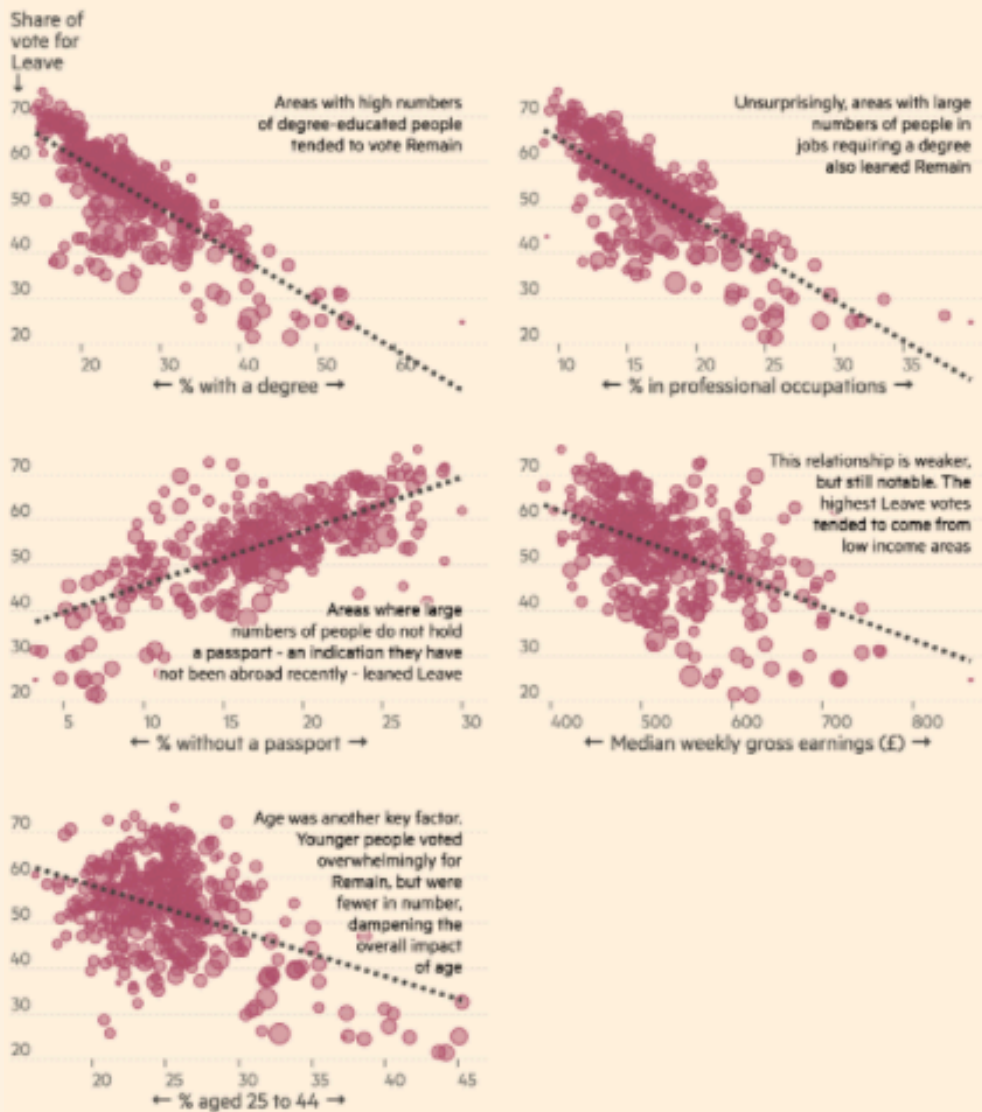 Share of
vote for
Leave
↓
70
60
50
40
30
20
Areas with high numbers
of degree-educated people
tended to vote Remain
20 30 40 50 60
← % with a degree →
Unsurprisingly, areas with large
numbers of people in
jobs requiring a degree
also leaned Remain
70
60
50
40
30
20
10 15 20 25 30 35
← % in professional occupations →
70
60
50
40
30
20
Areas where large
numbers of people do not hold
a passport - an indication they have
not been abroad recently - leaned Leave
5 10 15 20 25 30
← % without a passport →
This relationship is weaker,
but still notable. The
highest Leave votes
tended to come from
low income areas
70
60
50
40
30
20
400 500 600 700 800
← Median weekly gross earnings (£) →
Age was another key factor.
Younger people voted
overwhelmingly for
Remain, but were
fewer in number,
dampening the
overall impact
of age
70
60
50
40
30
20
20 25 30 35 40 45
← % aged 25 to 44 →